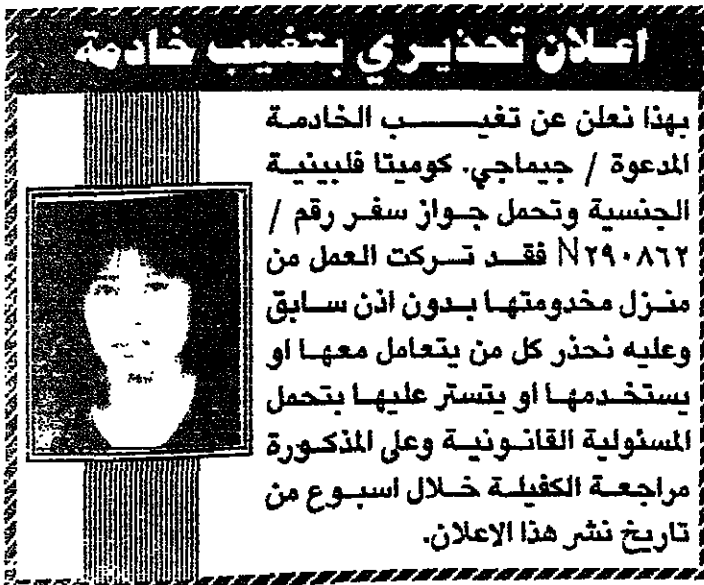 اعلان تحذيري بتغيب خادمة
بهذا نعلن عن تغيب الخادمة
المدعوة / جيماجي. كوميتا فلبينية
الجنسية وتحمل جواز سفر رقم /
N٢٩٠٨٦٢ فقد تركت العمل من
منزل مخدومتها بدون اذن سابق
وعليه نحذر كل من يتعامل معها او
يستخدمها او يتستر عليها بتحمل
المسئولية القانونية وعلى المذكورة
مراجعة الكفيلة خلال اسبوع من
تاريخ نشر هذا الاعلان.